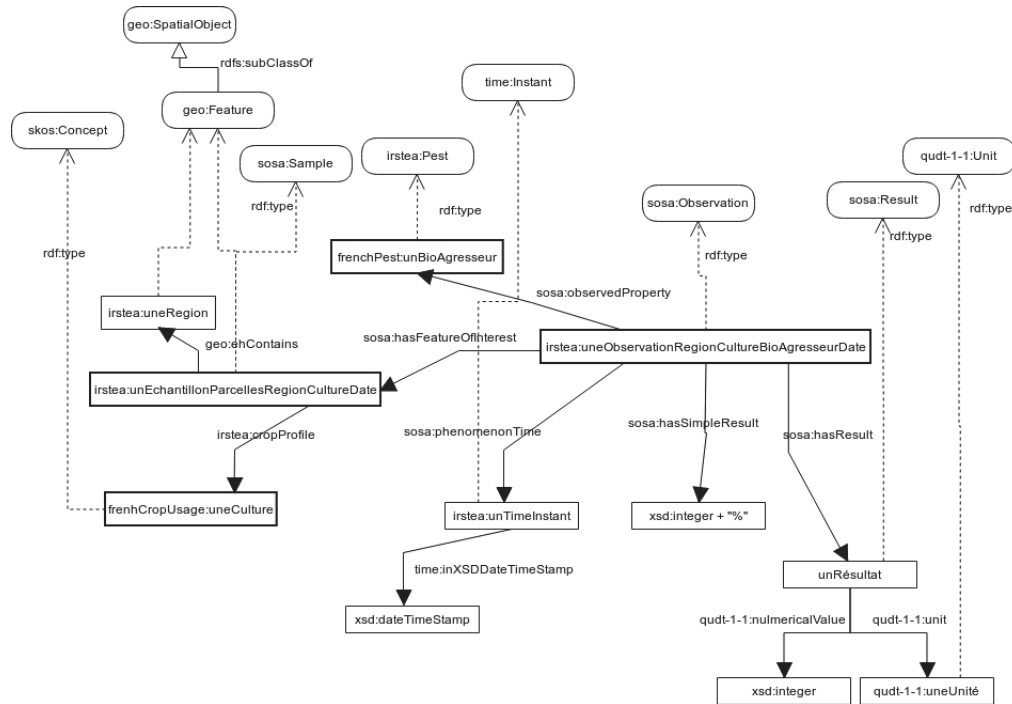 geo:SpatialObject
rdfs:subClassOf
time:Instant
geo:Feature
skos:Concept
sosa:Sample
irstea:Pest
qudt-1-1:Unit
sosa:Observation
sosa:Result
rdf:type
rdf:type
rdf:type
rdf:type
rdf:type
rdf:type
frenchPest:unBioAgresseur
sosa:observedProperty
irstea:uneRegion
sosa:hasFeatureOfInterest
geo:ehContains
irstea:uneObservationRegionCultureBioAgresseurDate
irstea:unEchantillonParcellesRegionCultureDate
irstea:cropProfile
sosa:phenomenonTime
sosa:hasSimpleResult
sosa:hasResult
frenhCropUsage:uneCulture
irstea:unTimeInstant
xsd:integer + "%"
time:inXSDDateTimeStamp
unRésultat
xsd:dateTimeStamp
qudt-1-1:nulmericalValue
qudt-1-1:unit
xsd:integer
qudt-1-1:uneUnité